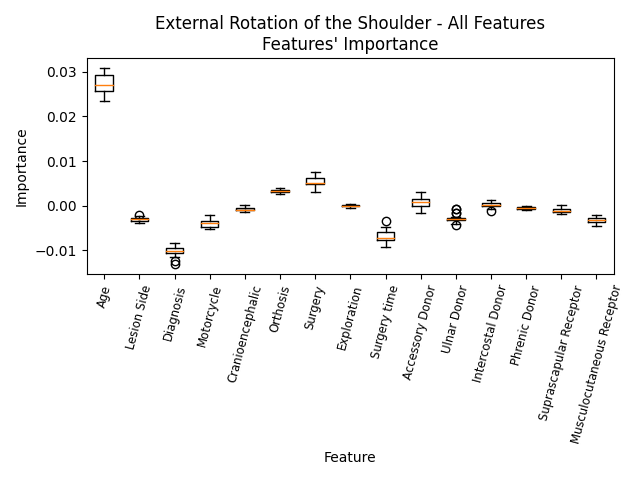 External Rotation of the Shoulder - All Features
Features' Importance
Importance
0.03
0.02
0.01
0.00
−0.01
Age
Lesion Side
Diagnosis
Motorcycle
Cranioencephalic
Orthosis
Surgery
Exploration
Surgery time
Accessory Donor
Ulnar Donor
Intercostal Donor
Phrenic Donor
Suprascapular Receptor
Musculocutaneous Receptor
Feature